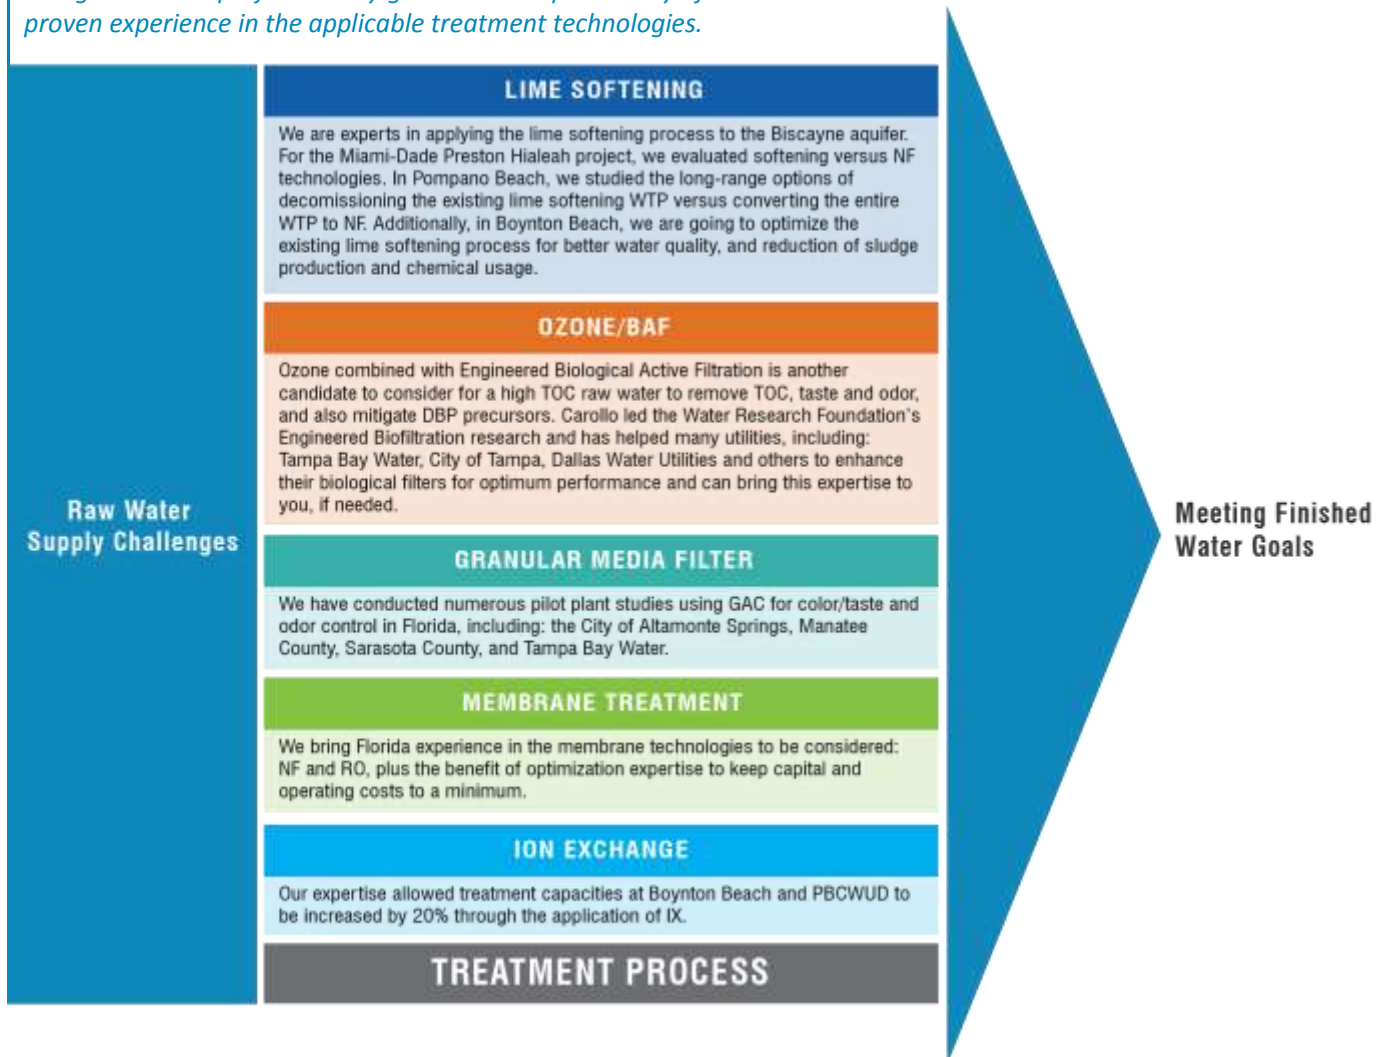 proven experience in the applicable treatment technologies.
LIME SOFTENING
We are experts in applying the lime softening process to the Biscayne aquifer.
For the Miami-Dade Preston Hialeah project, we evaluated softening versus NF
technologies. In Pompano Beach, we studied the long-range options of
decomissioning the existing lime softening WTP versus converting the entire
WTP to NF. Additionally, in Boynton Beach, we are going to optimize the
existing lime softening process for better water quality, and reduction of sludge
production and chemical usage.
OZONE/BAF
Ozone combined with Engineered Biological Active Filtration is another
candidate to consider for a high TOC raw water to remove TOC, taste and odor,
and also mitigate DBP precursors. Carollo led the Water Research Foundation's
Engineered Biofiltration research and has helped many utilities, including:
Tampa Bay Water, City of Tampa, Dallas Water Utilities and others to enhance
their biological filters for optimum performance and can bring this expertise to
you, if needed.
Raw Water
Supply Challenges
GRANULAR MEDIA FILTER
We have conducted numerous pilot plant studies using GAC for color/taste and
odor control in Florida, including: the City of Altamonte Springs, Manatee
County, Sarasota County, and Tampa Bay Water.
MEMBRANE TREATMENT
We bring Florida experience in the membrane technologies to be considered:
NF and RO, plus the benefit of optimization expertise to keep capital and
operating costs to a minimum.
ION EXCHANGE
Our expertise allowed treatment capacities at Boynton Beach and PBCWUD to
be increased by 20% through the application of IX.
TREATMENT PROCESS
Meeting Finished
Water Goals